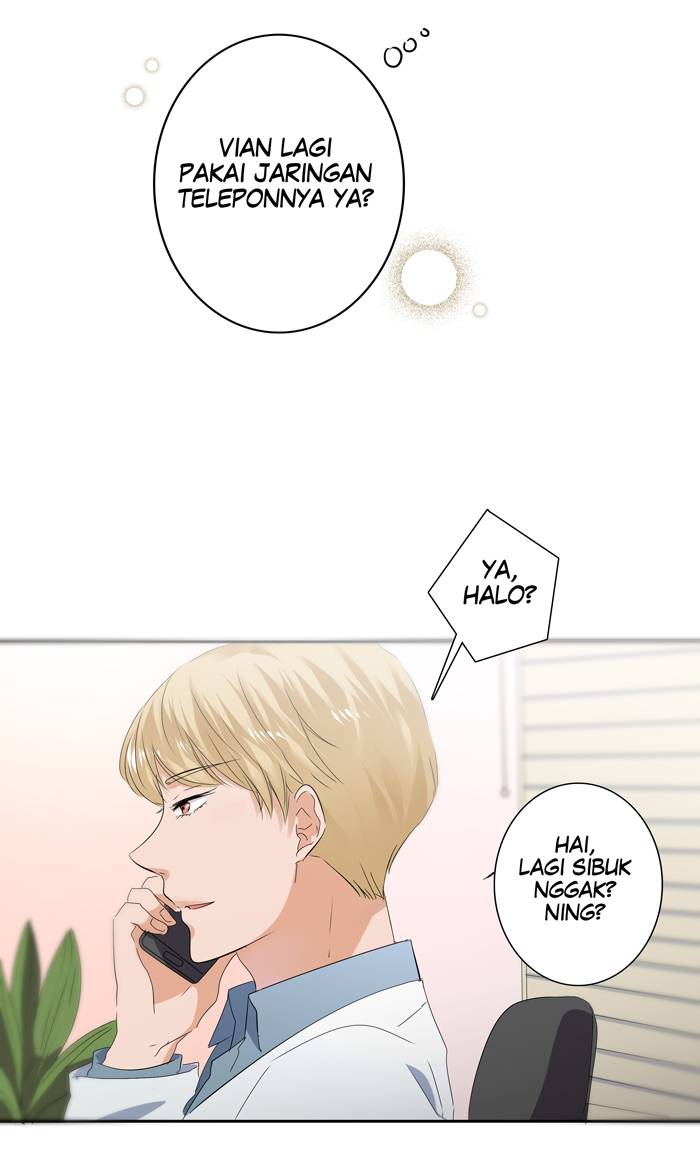 VIAN LAGI
PAKAI JARINGAN
TELEPONNYA YA?
YA,
HALO?
HAI,
LAGI SIBUK
NGGAK?
NING?